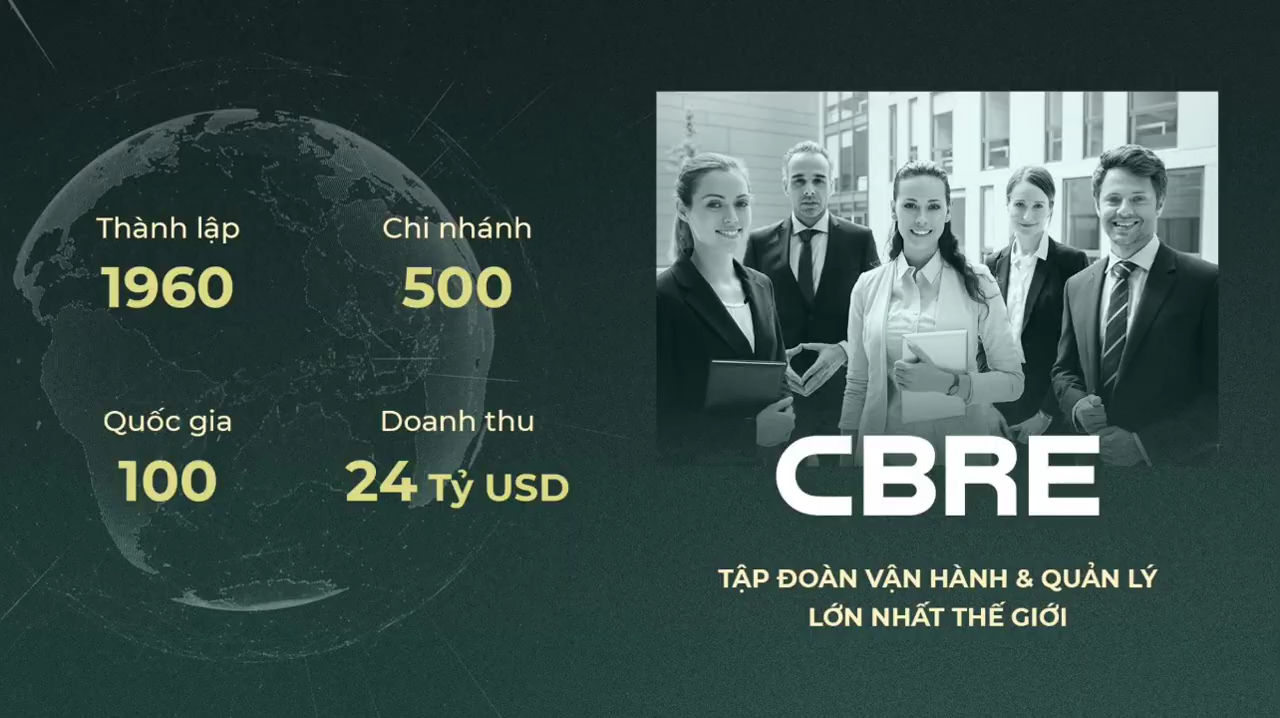 Thành lập
1960
Chi nhánh
500
Quốc gia
100
Doanh thu
24 Tỷ USD
CBRE
TẬP ĐOÀN VẬN HÀNH & QUẢN LÝ
LỚN NHẤT THẾ GIỚI